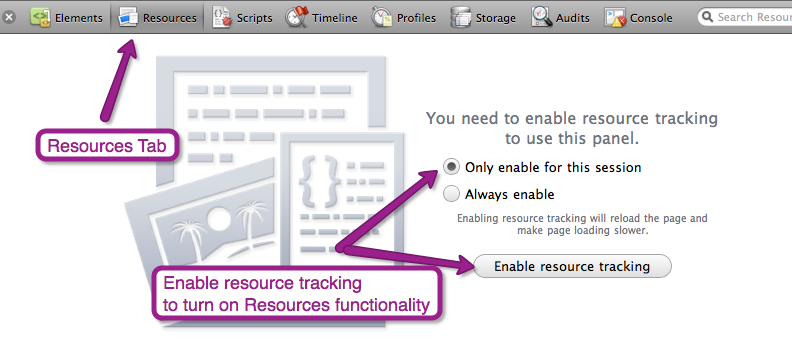 Elements Resources Scripts Timeline Profiles Storage Audits Console Search Resou
You need to enable resource tracking
to use this panel.
Resources Tab
Only enable for this session
Always enable
Enabling resource tracking will reload the page and
make page loading slower.
Enable resource tracking
Enable resource tracking
to turn on Resources functionality